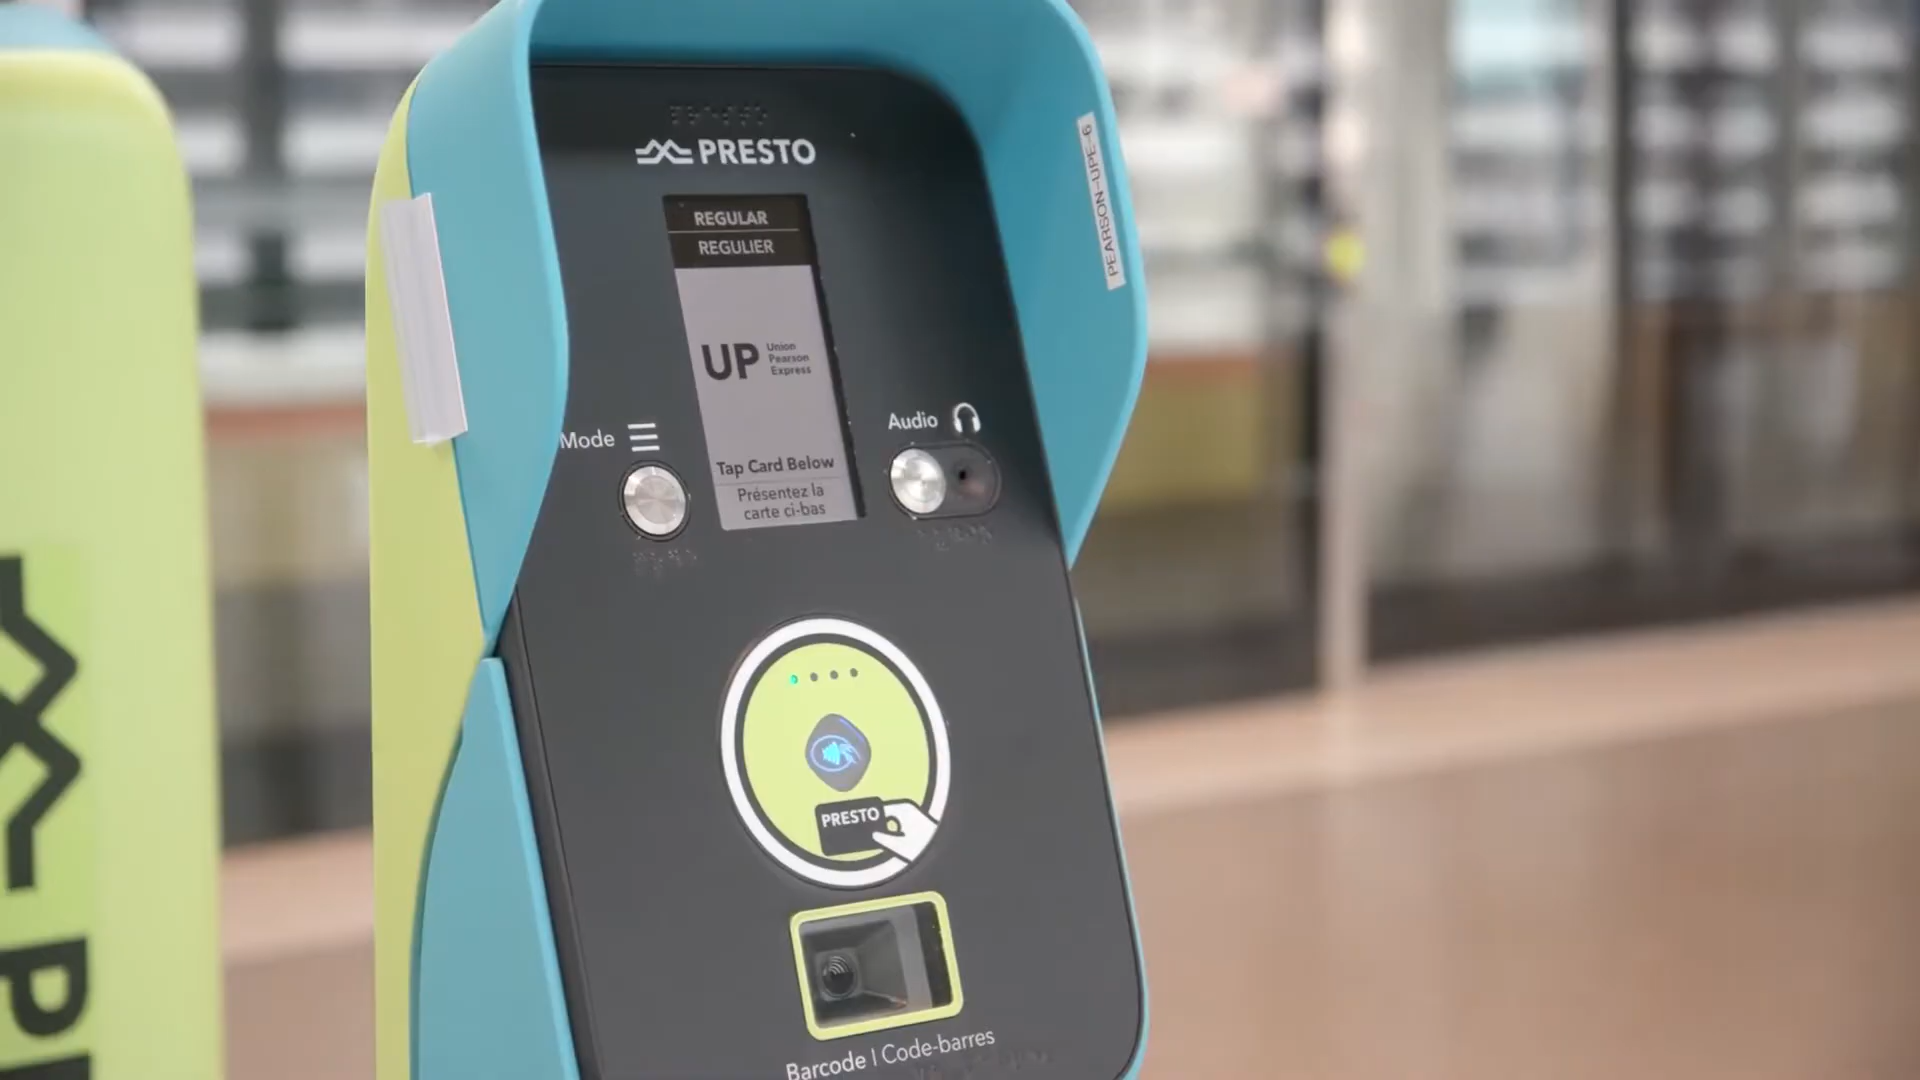 PRESTO
REGULAR
REGULIER
UP
Union
Pearson
Express
Mode
Audio
Tap Card Below
Présentez la
carte ci-bas
PEARSON-UPE-6
PRESTO
Barcode | Code-barres